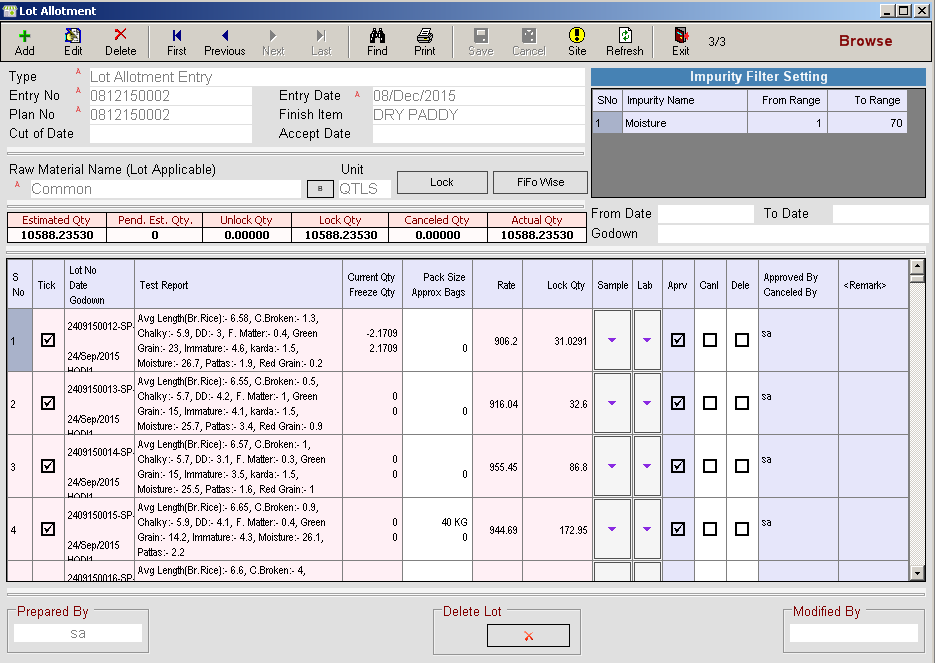 Lot Allotment
Add Edit Delete First Previous Next Last Find Print Save Cancel Site Refresh Exit 3/3 Browse
Type A Lot Allotment Entry
Entry No A 0812150002 Entry Date A 08/Dec/2015
Plan No A 0812150002 Finish Item DRY PADDY
Cut of Date Accept Date
Impurity Filter Setting
SNo Impurity Name From Range To Range
1 Moisture 1 70
Raw Material Name (Lot Applicable) Unit
A Common B QTLS Lock FiFo Wise
From Date To Date
Godown
Estimated Qty Pend. Est. Qty. Unlock Qty Lock Qty Canceled Qty Actual Qty
10588.23530 0 0.00000 10588.23530 0.00000 10588.23530
S No Tick Lot No Date Godown Test Report Current Qty Freeze Qty Pack Size Approx Bags Rate Lock Qty Sample Lab Aprv Canl Dele Approved By Canceled By <Remark>
1 2409150012-SP- 24/Sep/2015 HODI1
Avg Length(Br.Rice):- 6.58, C.Broken:- 1.3,
Chalky:- 5.9, DD:- 3, F. Matter:- 0.4, Green
Grain:- 23, Immature:- 4.6, karda:- 1.5,
Moisture:- 26.7, Pattas:- 1.9, Red Grain:- 0.2
-2.1709 2.1709 0 906.2 31.0291 sa
2 2409150013-SP- 24/Sep/2015 HODI1
Avg Length(Br.Rice):- 6.55, C.Broken:- 0.5,
Chalky:- 5.7, DD:- 4.2, F. Matter:- 1, Green
Grain:- 15, Immature:- 4.1, karda:- 1.5,
Moisture:- 25.7, Pattas:- 3.4, Red Grain:- 0.9
0 0 0 916.04 32.6 sa
3 2409150014-SP- 24/Sep/2015 HODI1
Avg Length(Br.Rice):- 6.57, C.Broken:- 1,
Chalky:- 5.7, DD:- 3.1, F. Matter:- 0.3, Green
Grain:- 15, Immature:- 3.5, karda:- 1.5,
Moisture:- 25.5, Pattas:- 1.6, Red Grain:- 1
0 0 0 955.45 86.8 sa
4 2409150015-SP- 24/Sep/2015 HODI1
Avg Length(Br.Rice):- 6.65, C.Broken:- 0.9,
Chalky:- 5.9, DD:- 4.1, F. Matter:- 0.4, Green
Grain:- 14.2, Immature:- 4.3, Moisture:- 26.1,
Pattas:- 2.2
0 0 40 KG 0 944.69 172.95 sa
2409150016-SP- Avg Length(Br.Rice):- 6.6, C.Broken:- 4,
Prepared By Delete Lot Modified By
sa